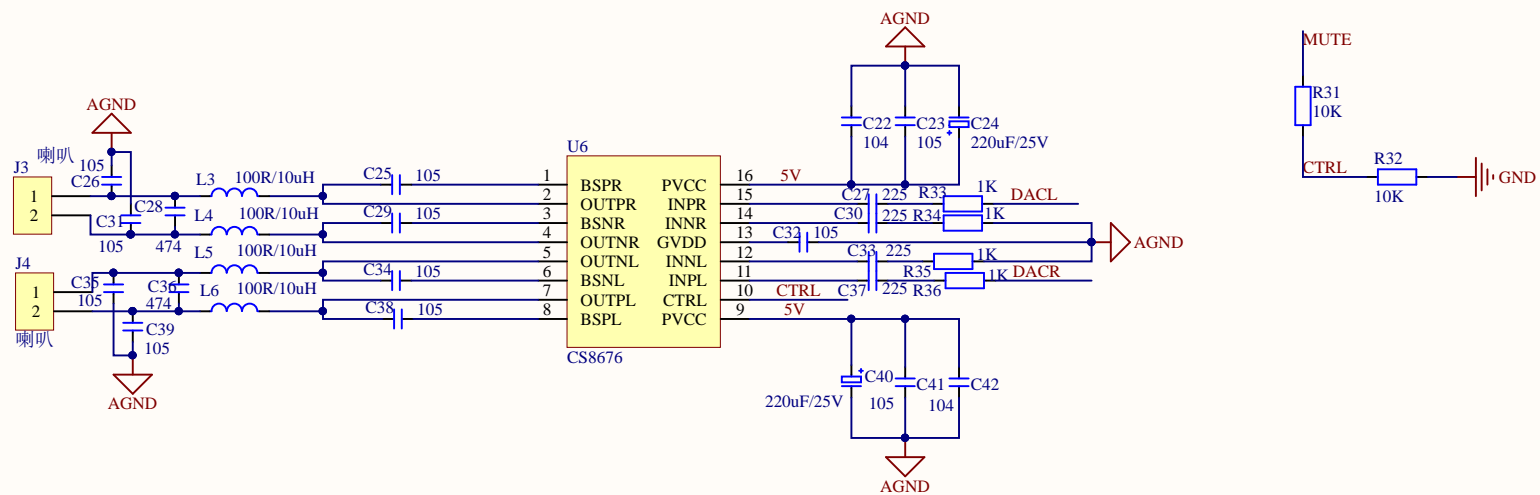 AGND
MUTE
R31
10K
CTRL
R32
10K
GND
C22
104
C23
105
C24
220uF/25V
AGND
喇叭
J3
1
2
105
C26
C31
105
C28
474
L3
100R/10uH
L4
100R/10uH
L5
100R/10uH
L6
100R/10uH
J4
1
2
喇叭
C35
105
C36
474
C39
105
AGND
C25
105
C29
105
C34
105
C38
105
U6
1 BSPR PVCC 16 5V
2 OUTPR INPR 15
3 BSNR INNR 14
4 OUTNR GVDD 13
5 OUTNL INNL 12
6 BSNL INPL 11
7 OUTPL CTRL 10 CTRL
8 BSPL PVCC 9 5V
CS8676
C27 225 R33 1K DACL
C30 225 R34 1K
C32 105
AGND
C33 225 R35 1K
C37 225 R36 1K DACR
C40
220uF/25V
C41
105
C42
104
AGND